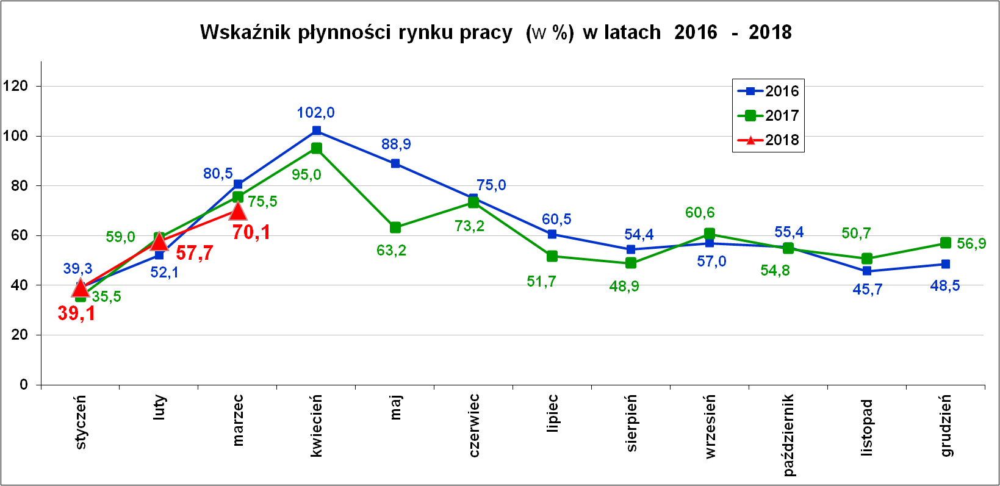 Wskaźnik płynności rynku pracy (w %) w latach 2016 - 2018
120
100
80
60
40
20
0
2016
2017
2018
102,0
88,9
80,5
95,0
75,0
75,5
70,1
59,0
57,7
52,1
39,3
35,5
39,1
63,2
73,2
60,5
51,7
54,4
48,9
60,6
57,0
55,4
54,8
50,7
45,7
56,9
48,5
styczeń
luty
marzec
kwiecień
maj
czerwiec
lipiec
sierpień
wrzesień
październik
listopad
grudzień